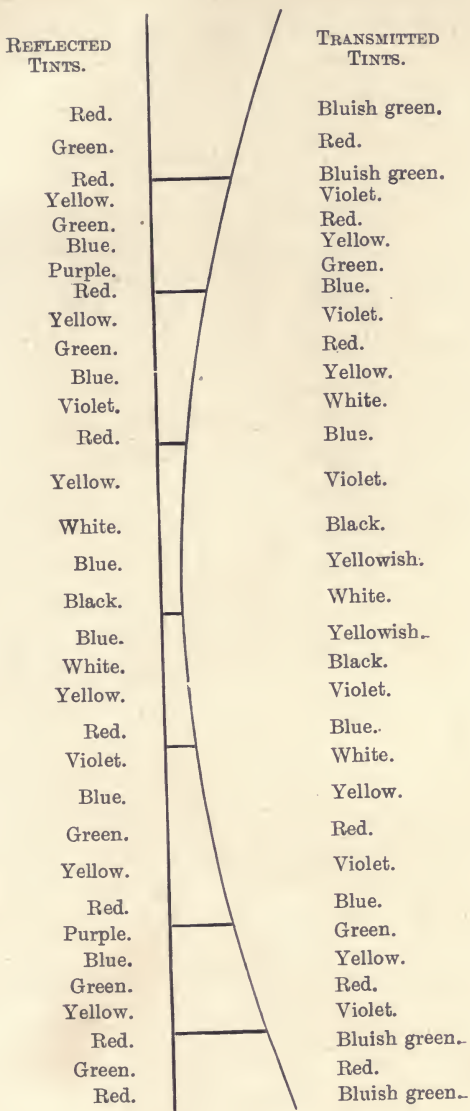 REFLECTED
TINTS.
Red.
Green.
Red.
Yellow.
Green.
Blue.
Purple.
Red.
Yellow.
Green.
Blue.
Violet.
Red.
Yellow.
White.
Blue.
Black.
Blue.
White.
Yellow.
Red.
Violet.
Blue.
Green.
Yellow.
Red.
Purple.
Blue.
Green.
Yellow.
Red.
Green.
Red.
TRANSMITTED
TINTS.
Bluish green.
Red.
Bluish green.
Violet.
Red.
Yellow.
Green.
Blue.
Violet.
Red.
Yellow.
White.
Blue.
Violet.
Black.
Yellowish.
White.
Yellowish.
Black.
Violet.
Blue.
White.
Yellow.
Red.
Violet.
Blue.
Green.
Yellow.
Red.
Violet.
Bluish green.
Red.
Bluish green.